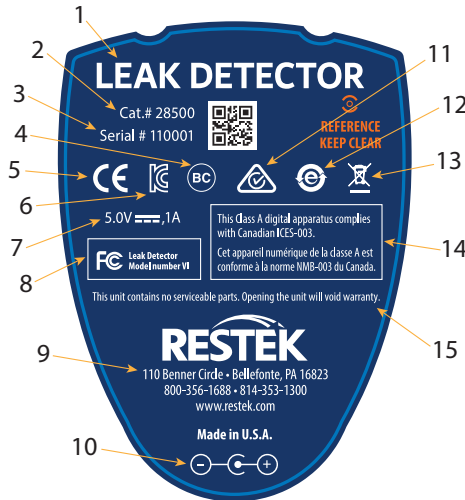 1
LEAK DETECTOR
2
Cat.# 28500
3
Serial # 110001
REFERENCE
KEEP CLEAR
11
12
4
BC
5
CE
6
e
13
7
5.0V ,1A
This Class A digital apparatus complies
with Canadian ICES-003.
Cet appareil numérique de la classe A est
conforme à la norme NMB-003 du Canada.
14
8
FC Leak Detector
Model number VI
This unit contains no serviceable parts. Opening the unit will void warranty.
15
RESTEK
9
110 Benner Circle • Bellefonte, PA 16823
800-356-1688 • 814-353-1300
www.restek.com
Made in U.S.A.
10
- +